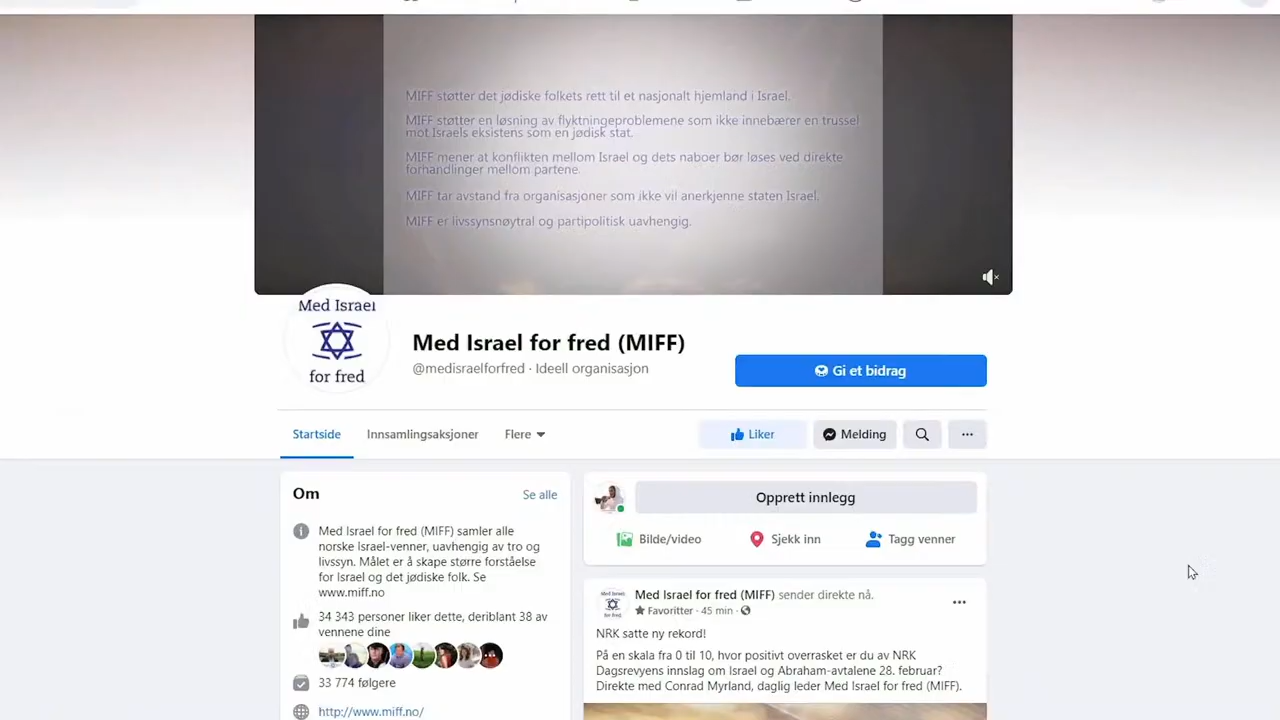 MIFF støtter det jødiske folkets rett til et nasjonalt hjemland i Israel.
MIFF støtter en løsning av flyktningeproblemene som ikke innebærer en trussel
mot Israels eksistens som en jødisk stat.
MIFF mener at konflikten mellom Israel og dets naboer bør løses ved direkte
forhandlinger mellom partene.
MIFF tar avstand fra organisasjoner som ikke vil anerkjenne staten Israel.
MIFF er livssynsnøytral og partipolitisk uavhengig.
Med Israel
for fred
Med Israel for fred (MIFF)
@medisraelforfred · Ideell organisasjon
Gi et bidrag
Startside
Innsamlingsaksjoner
Flere
Liker
Melding
Om
Se alle
Med Israel for fred (MIFF) samler alle
norske Israel-venner, uavhengig av tro og
livssyn. Målet er å skape større forståelse
for Israel og det jødiske folk. Se
www.miff.no
34 343 personer liker dette, deriblant 38 av
vennene dine
33 774 følgere
http://www.miff.no/
Opprett innlegg
Bilde/video
Sjekk inn
Tagg venner
Med Israel
for fred
Med Israel for fred (MIFF) sender direkte nå.
Favoritter · 45 min ·
NRK satte ny rekord!
På en skala fra 0 til 10, hvor positivt overrasket er du av NRK
Dagsrevyens innslag om Israel og Abraham-avtalene 28. februar?
Direkte med Conrad Myrland, daglig leder Med Israel for fred (MIFF).